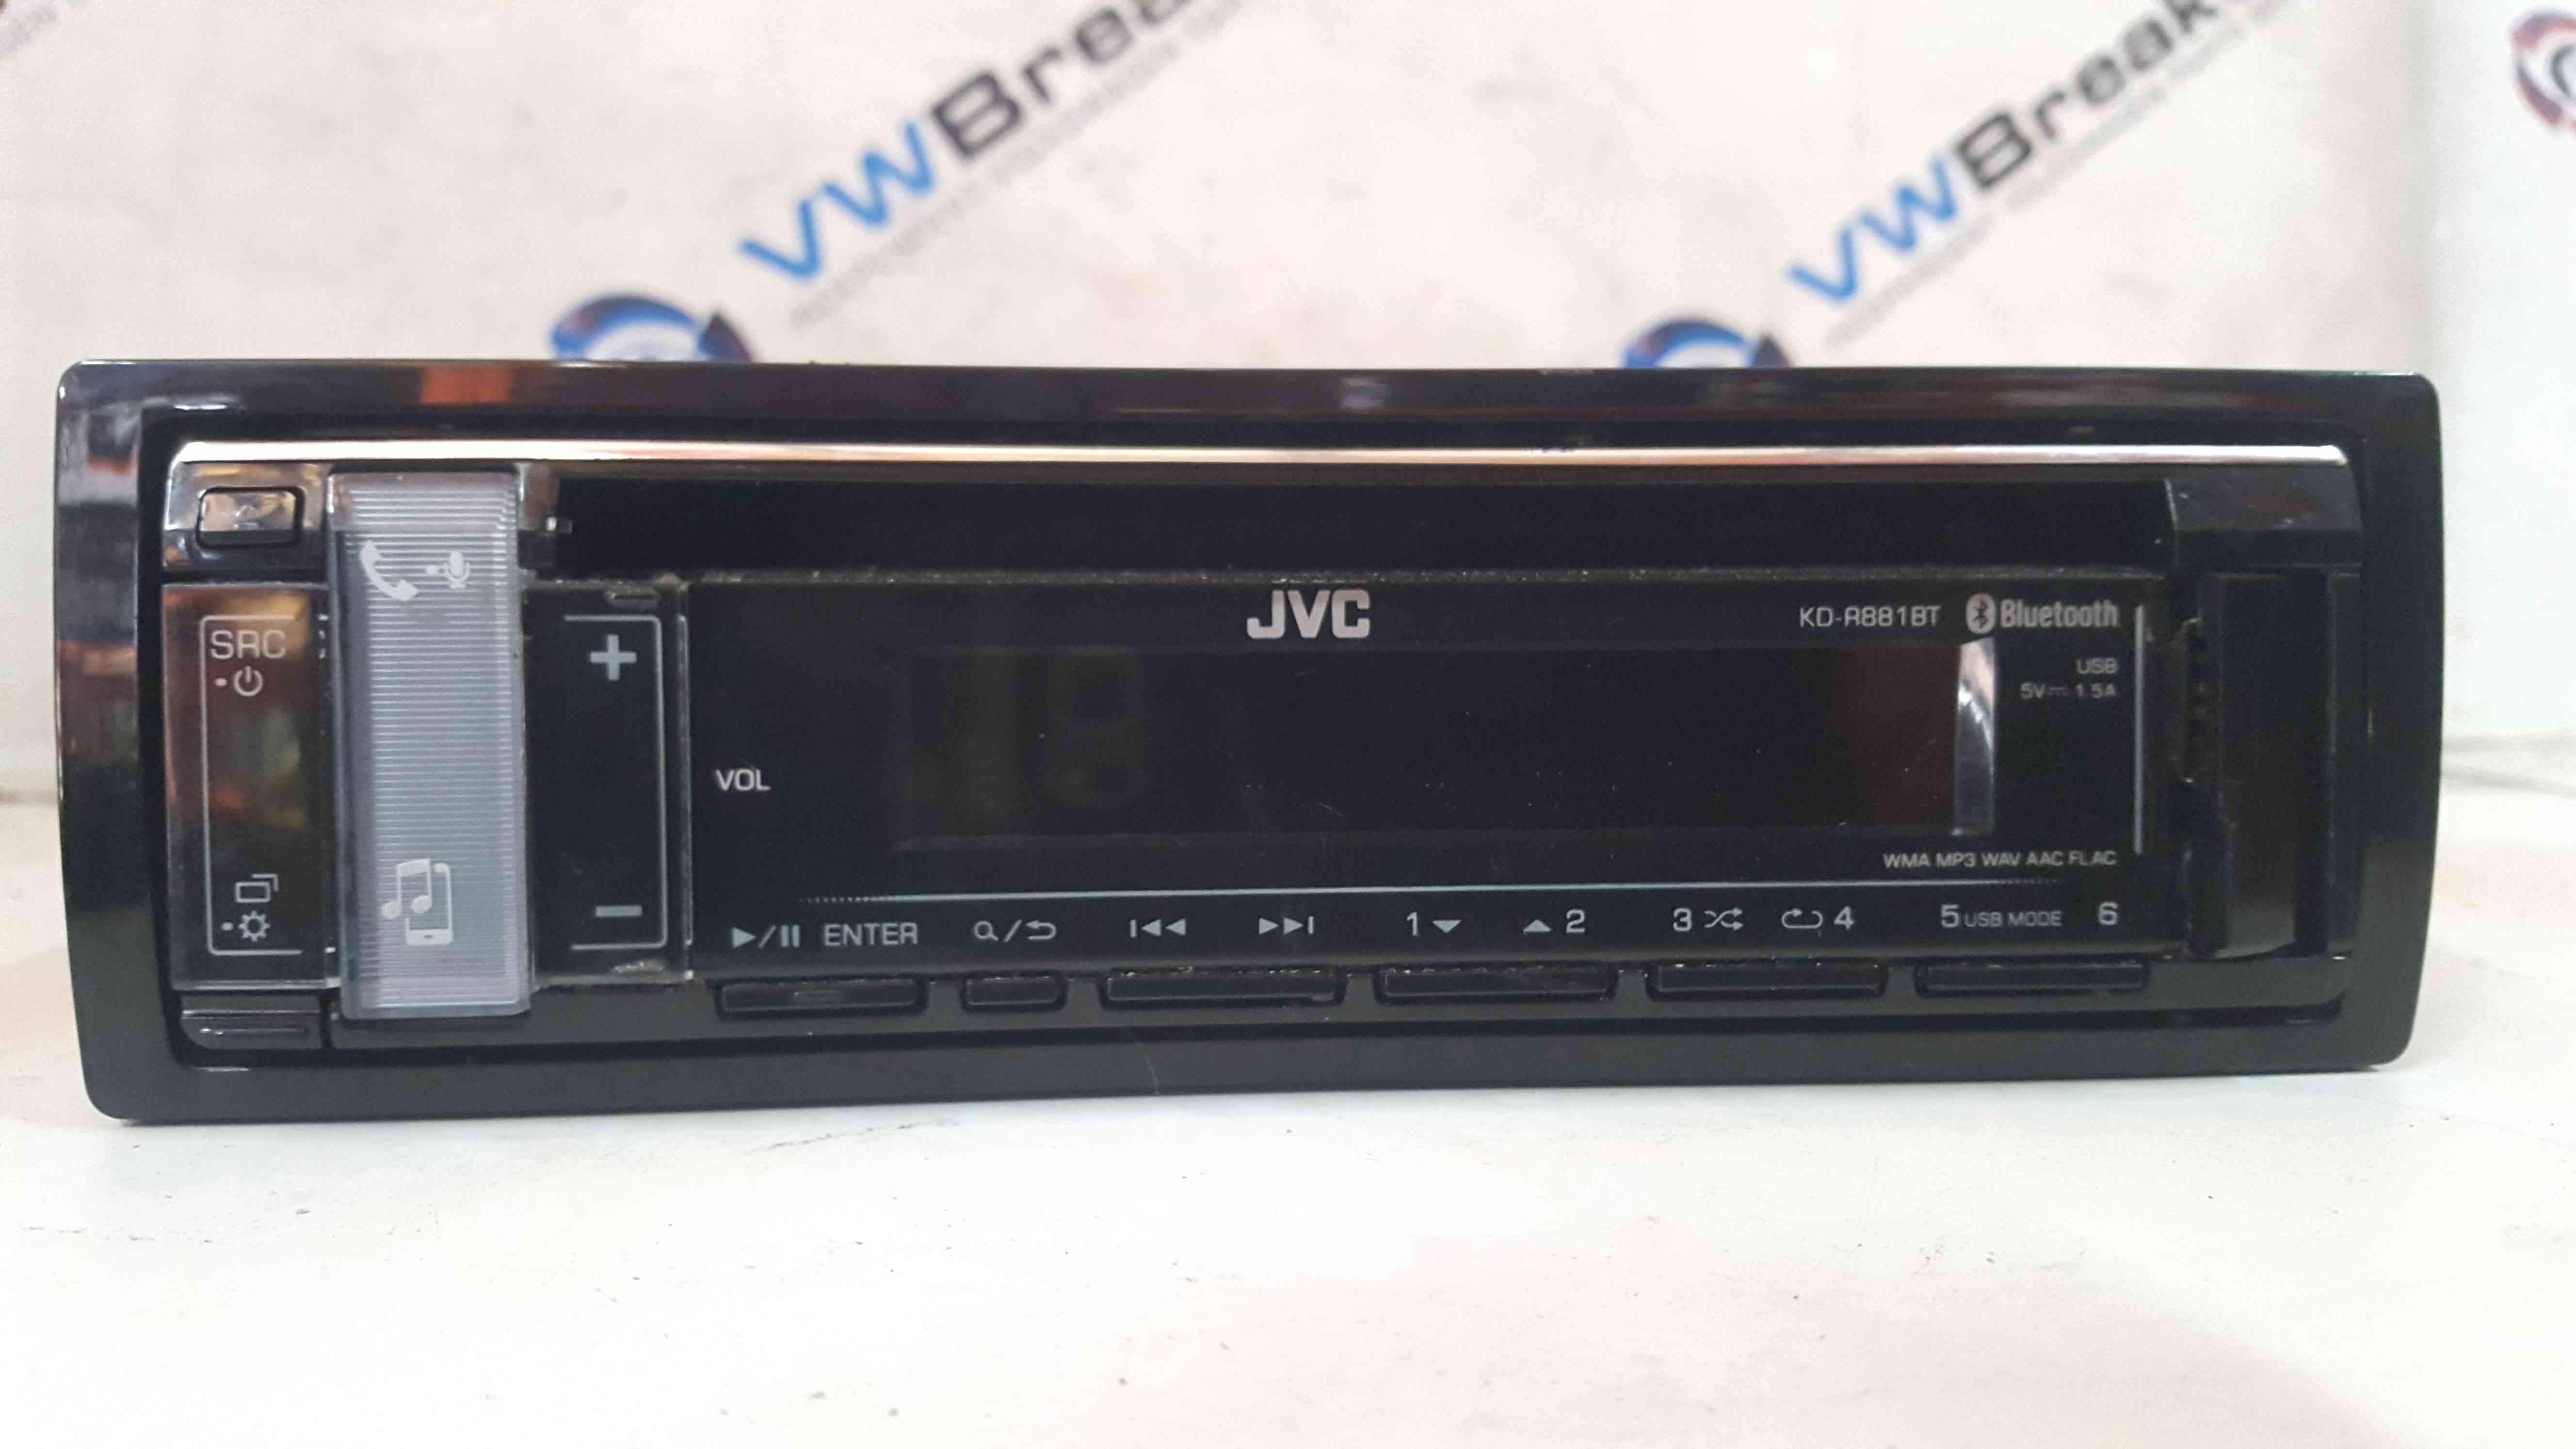 VWBreak
VWBreak
JVC
KD-R881BT Bluetooth
SRC
USB
5V⎓1.5A
VOL
WMA MP3 WAV AAC FLAC
ENTER
1 2 3 4 5 USB MODE 6